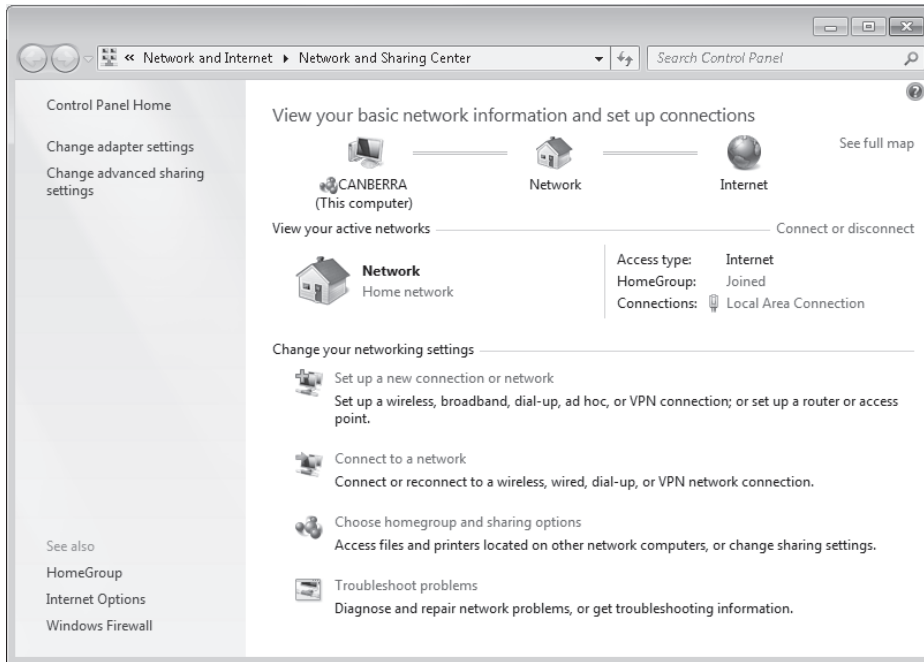 « Network and Internet ▸ Network and Sharing Center
Search Control Panel
Control Panel Home
Change adapter settings
Change advanced sharing
settings
See also
HomeGroup
Internet Options
Windows Firewall
View your basic network information and set up connections
See full map
CANBERRA
(This computer)
Network
Internet
View your active networks
Connect or disconnect
Network
Home network
Access type: Internet
HomeGroup: Joined
Connections: Local Area Connection
Change your networking settings
Set up a new connection or network
Set up a wireless, broadband, dial-up, ad hoc, or VPN connection; or set up a router or access
point.
Connect to a network
Connect or reconnect to a wireless, wired, dial-up, or VPN network connection.
Choose homegroup and sharing options
Access files and printers located on other network computers, or change sharing settings.
Troubleshoot problems
Diagnose and repair network problems, or get troubleshooting information.